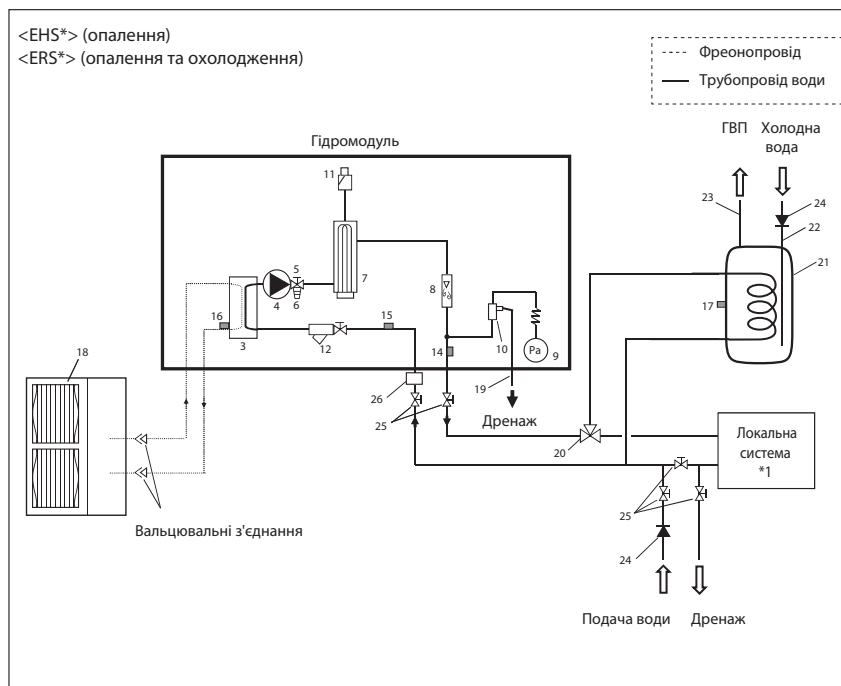 <EHS*> (опалення)
<ERS*> (опалення та охолодження)
Фреонопровід
Трубопровід води
ГВП
Холодна
вода
Гідромодуль
11
23
24
22
5
7
21
8
4
6
17
16
15
3
12
10
Pa
9
14
18
19
26
25
Дренаж
20
Локальна
система
*1
25
Вальцювальні з'єднання
24
Подача води
Дренаж